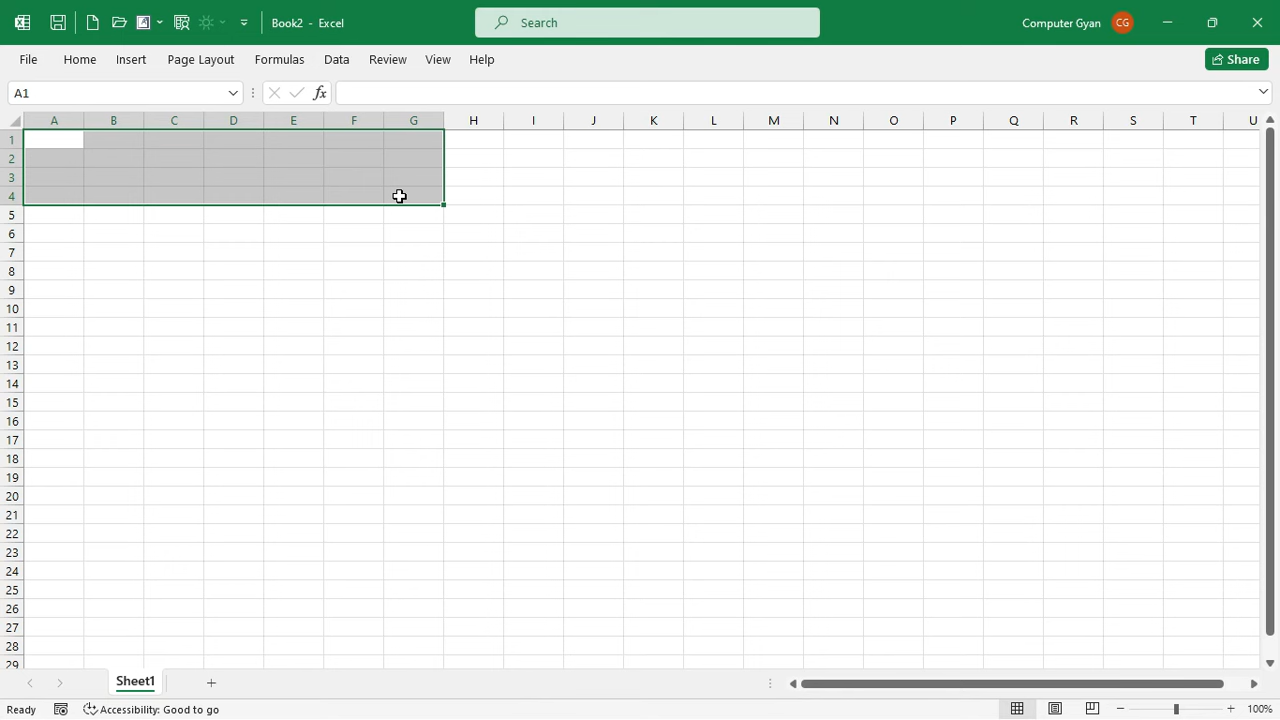 Book2 - Excel
Search
Computer Gyan
CG
File Home Insert Page Layout Formulas Data Review View Help
Share
A1
fx
A B C D E F G H I J K L M N O P Q R S T U
1
2
3
4
5
6
7
8
9
10
11
12
13
14
15
16
17
18
19
20
21
22
23
24
25
26
27
28
29
Sheet1
Ready
Accessibility: Good to go
100%